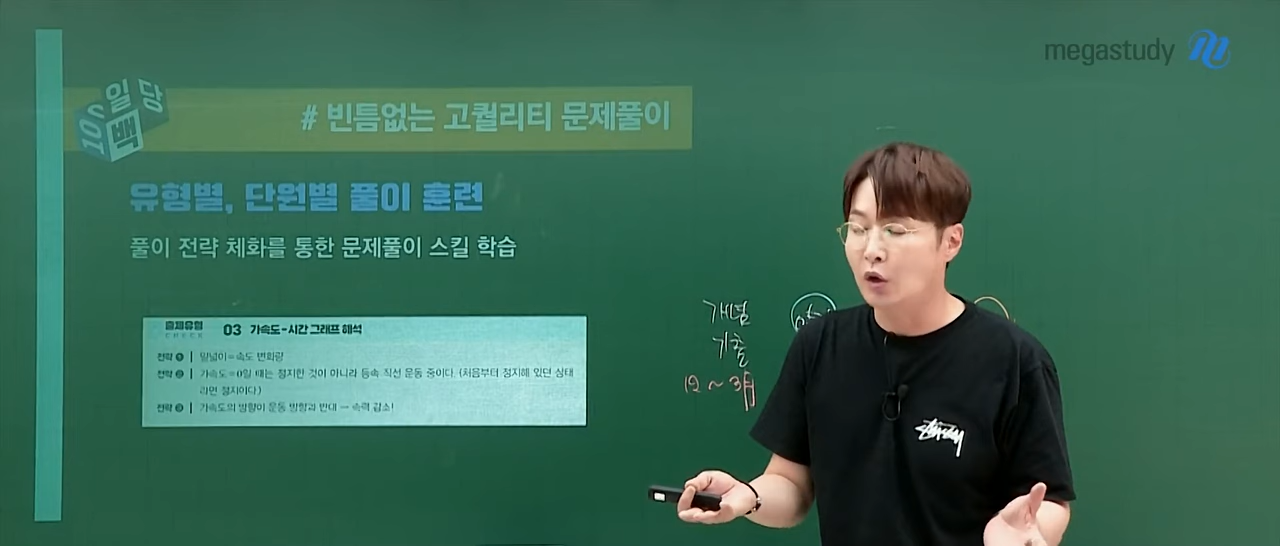 megastudy
일당
100 백
# 빈틈없는 고퀄리티 문제풀이
유형별, 단원별 풀이 훈련
풀이 전략 체화를 통한 문제풀이 스킬 학습
출제유형
CHECK
03 가속도-시간 그래프 해석
전략 1 밑넓이=속도 변화량
전략 2 가속도=0일 때는 정지한 것이 아니라 등속 직선 운동 중이다. (처음부터 정지해 있던 상태
라면 정지이다.)
전략 3 가속도의 방향이 운동 방향과 반대 → 속력 감소!
개념
기출
12 ~ 3月